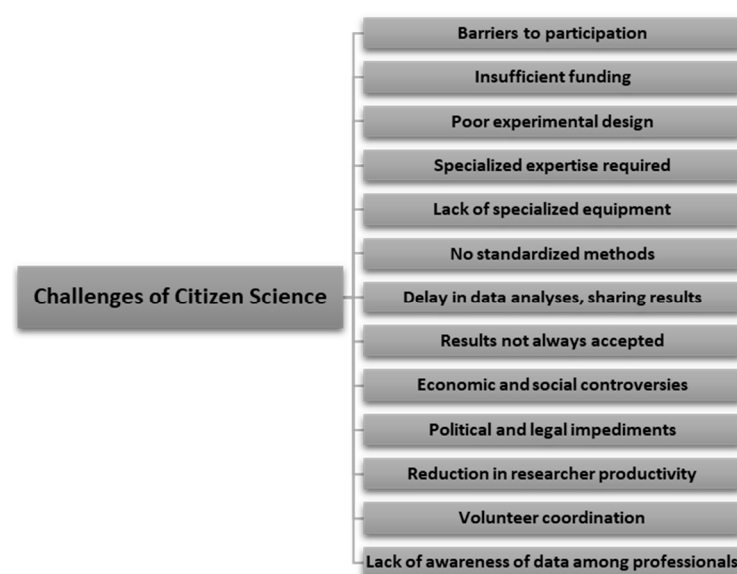 Challenges of Citizen Science
Barriers to participation
Insufficient funding
Poor experimental design
Specialized expertise required
Lack of specialized equipment
No standardized methods
Delay in data analyses, sharing results
Results not always accepted
Economic and social controversies
Political and legal impediments
Reduction in researcher productivity
Volunteer coordination
Lack of awareness of data among professionals